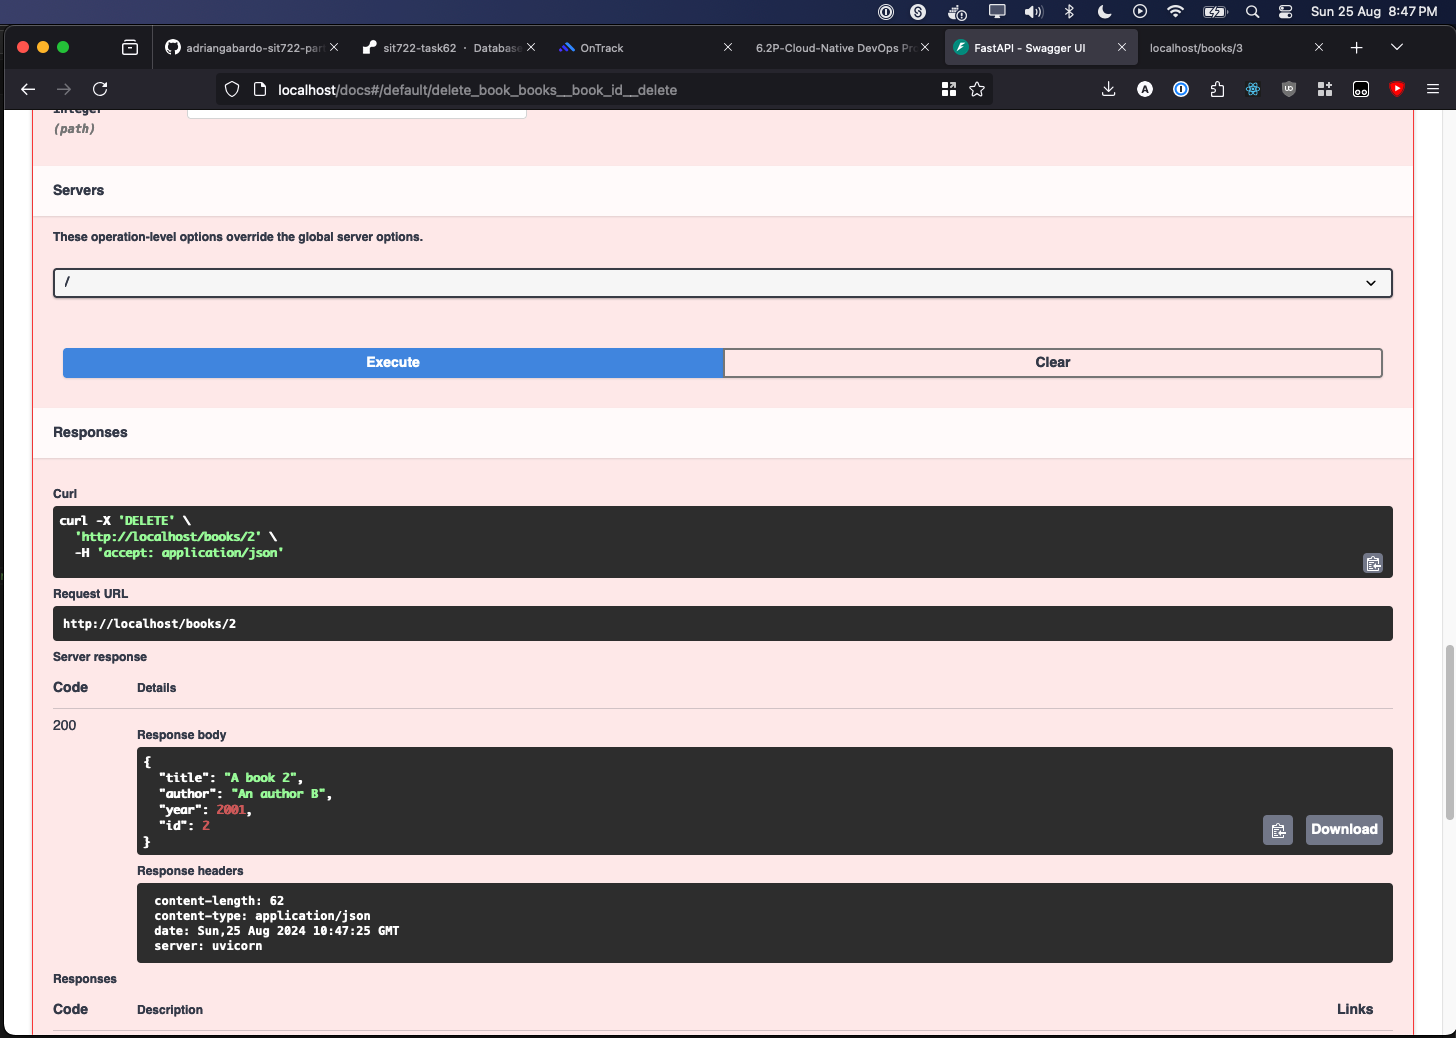 Sun 25 Aug 8:47 PM
adriangabardo-sit722-par
sit722-task62 · Database
OnTrack
6.2P-Cloud-Native DevOps Pr
FastAPI - Swagger UI
localhost/books/3
localhost/docs#/default/delete_book_books__book_id__delete
integer
(path)
Servers
These operation-level options override the global server options.
/
Execute
Clear
Responses
Curl
curl -X 'DELETE' \
'http://localhost/books/2' \
-H 'accept: application/json'
Request URL
http://localhost/books/2
Server response
Code Details
200
Response body
{
"title": "A book 2",
"author": "An author B",
"year": 2001,
"id": 2
}
Download
Response headers
content-length: 62
content-type: application/json
date: Sun,25 Aug 2024 10:47:25 GMT
server: uvicorn
Responses
Code Description Links